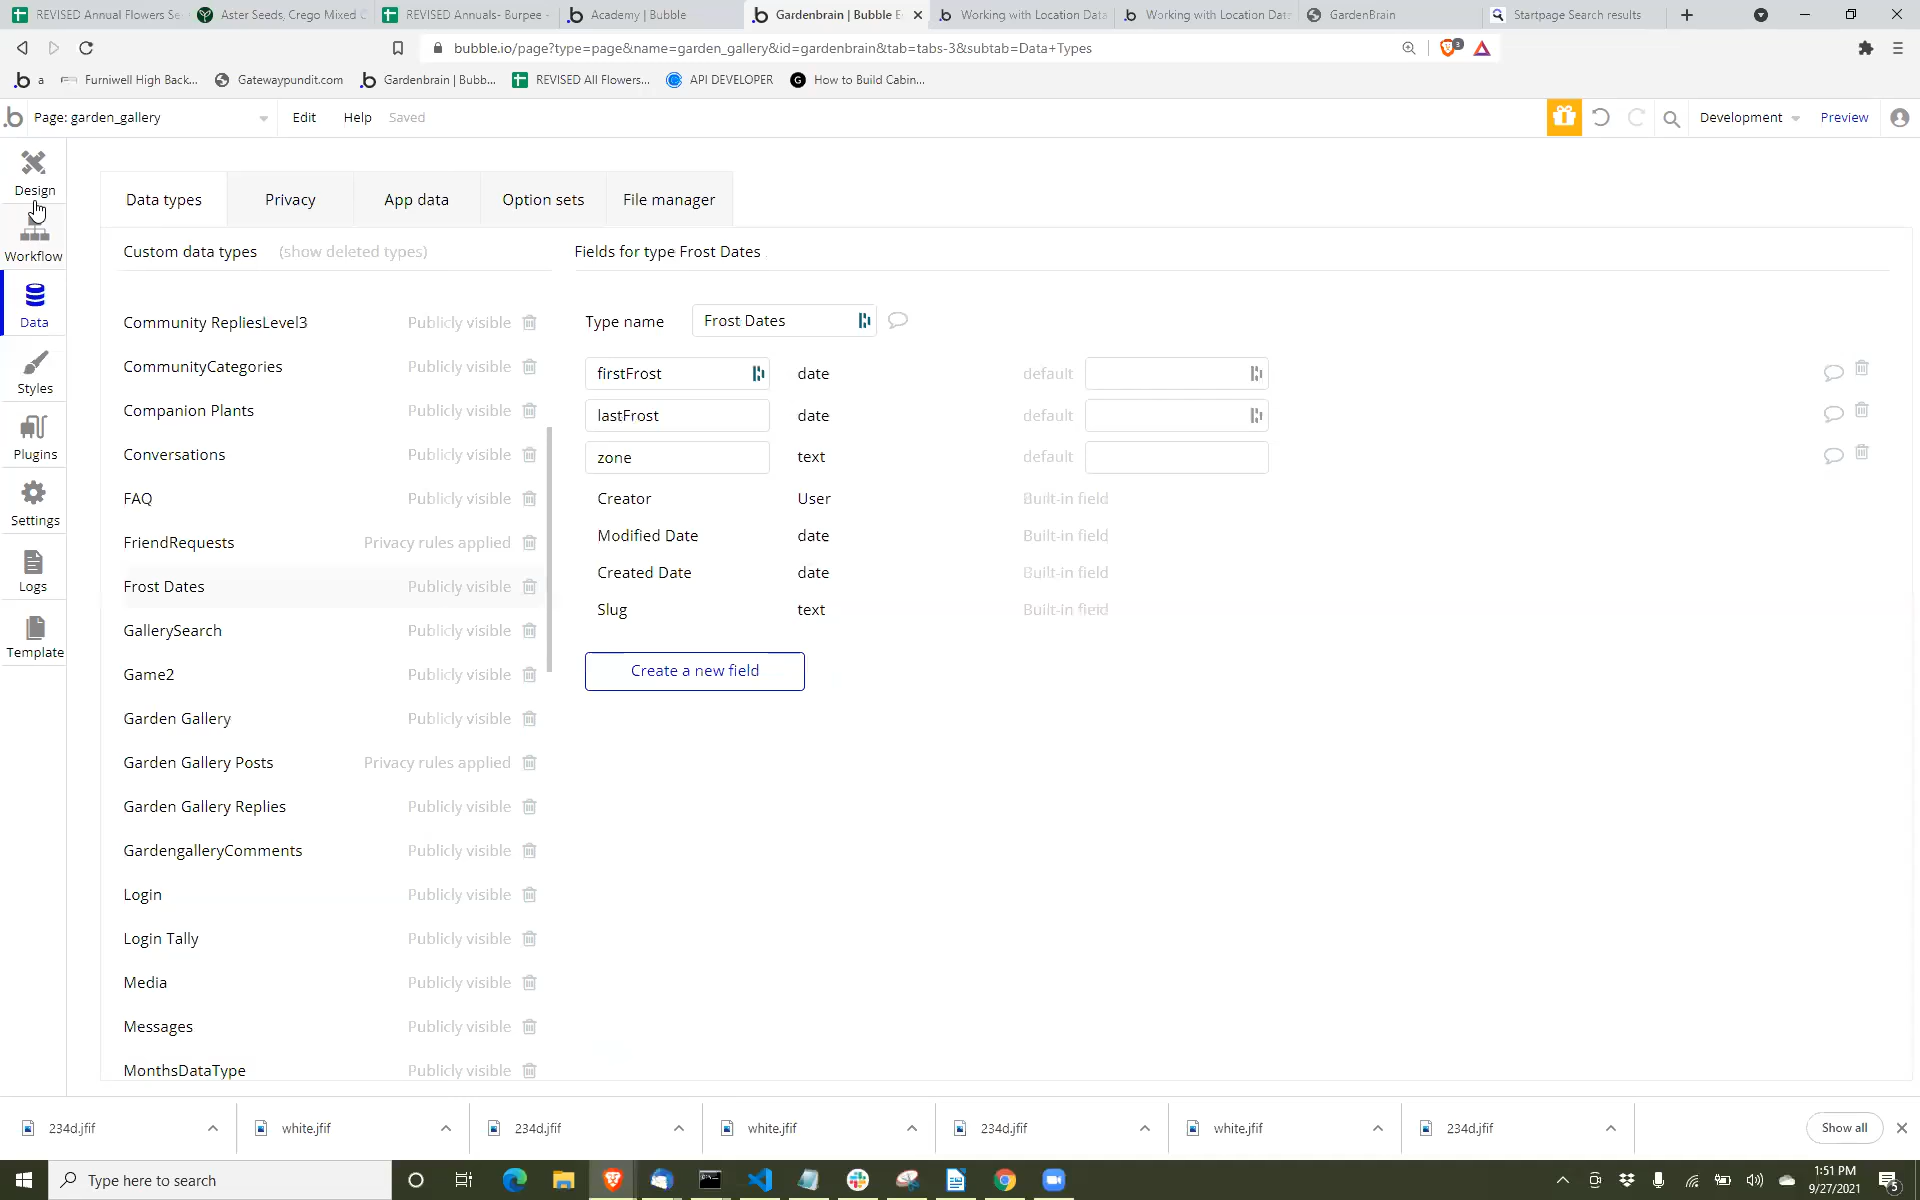 REVISED Annual Flowers Se
Aster Seeds, Crego Mixed C
REVISED Annuals- Burpee -
Academy | Bubble
Gardenbrain | Bubble E
Working with Location Data
Working with Location Data
GardenBrain
Startpage Search results
bubble.io/page?type=page&name=garden_gallery&id=gardenbrain&tab=tabs-3&subtab=Data+Types
3
a
Furniwell High Back...
Gatewaypundit.com
Gardenbrain | Bubb...
REVISED All Flowers...
API DEVELOPER
How to Build Cabin...
Page: garden_gallery
Edit
Help
Saved
Development
Preview
Design
Workflow
Data
Styles
Plugins
Settings
Logs
Template
Data types
Privacy
App data
Option sets
File manager
Custom data types
(show deleted types)
Fields for type Frost Dates
Community RepliesLevel3 Publicly visible
CommunityCategories Publicly visible
Companion Plants Publicly visible
Conversations Publicly visible
FAQ Publicly visible
FriendRequests Privacy rules applied
Frost Dates Publicly visible
GallerySearch Publicly visible
Game2 Publicly visible
Garden Gallery Publicly visible
Garden Gallery Posts Privacy rules applied
Garden Gallery Replies Publicly visible
GardengalleryComments Publicly visible
Login Publicly visible
Login Tally Publicly visible
Media Publicly visible
Messages Publicly visible
MonthsDataType Publicly visible
Type name Frost Dates
firstFrost date default
lastFrost date default
zone text default
Creator User Built-in field
Modified Date date Built-in field
Created Date date Built-in field
Slug text Built-in field
Create a new field
234d.jfif
white.jfif
234d.jfif
white.jfif
234d.jfif
white.jfif
234d.jfif
Show all
Type here to search
1:51 PM
9/27/2021
5